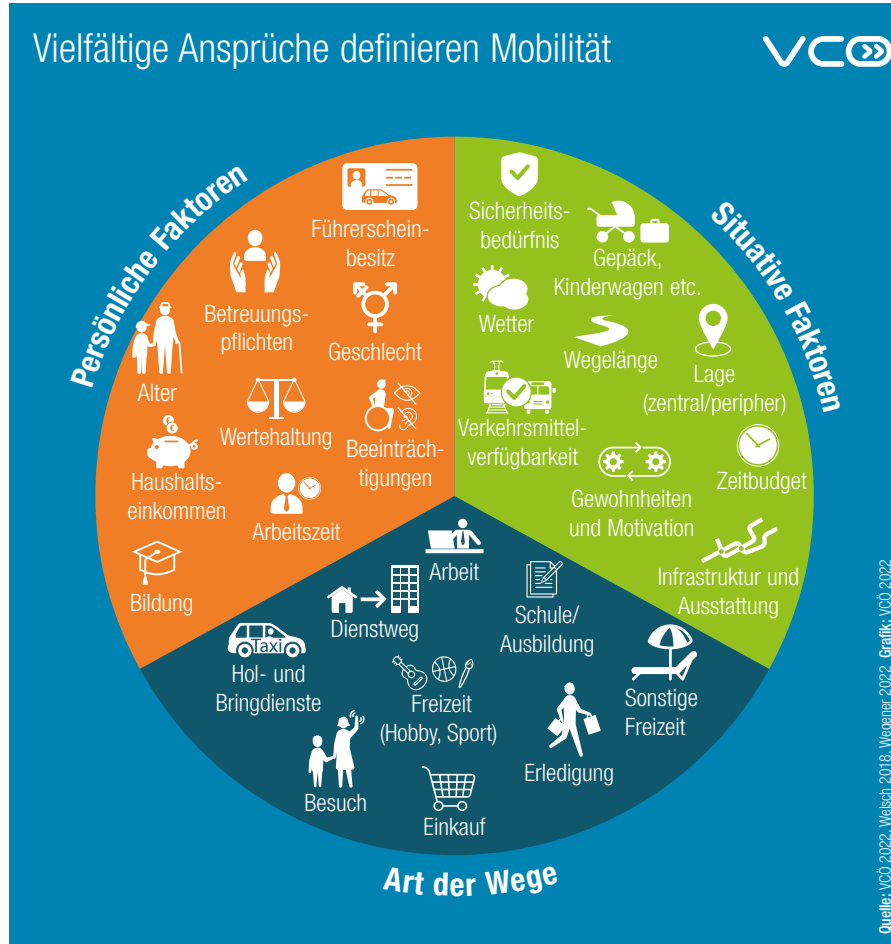 Vielfältige Ansprüche definieren Mobilität
VCÖ
Persönliche Faktoren
Führerschein-
besitz
Betreuungs-
pflichten
Geschlecht
Alter
Wertehaltung
Beeinträch-
tigungen
Haushalts-
einkommen
Arbeitszeit
Bildung
Situative Faktoren
Sicherheits-
bedürfnis
Gepäck,
Kinderwagen etc.
Wetter
Wegelänge
Lage
(zentral/peripher)
Verkehrsmittel-
verfügbarkeit
Zeitbudget
Gewohnheiten
und Motivation
Infrastruktur und
Ausstattung
Arbeit
Dienstweg
Schule/
Ausbildung
Taxi
Hol- und
Bringdienste
Freizeit
(Hobby, Sport)
Sonstige
Freizeit
Erledigung
Besuch
Einkauf
Art der Wege
Quelle: VCÖ 2022, Welsch 2018, Wegener 2022 Grafik: VCÖ 2022